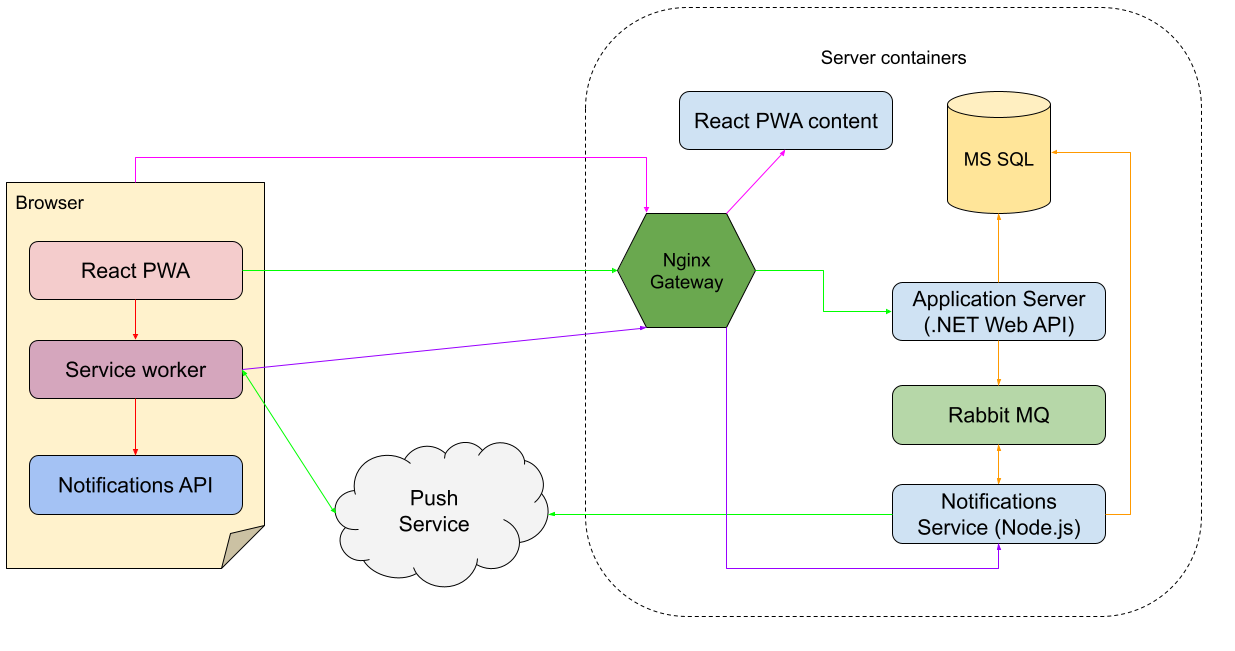 Server containers
React PWA content
MS SQL
Browser
React PWA
Nginx
Gateway
Application Server
(.NET Web API)
Service worker
Rabbit MQ
Notifications API
Push
Service
Notifications
Service (Node.js)